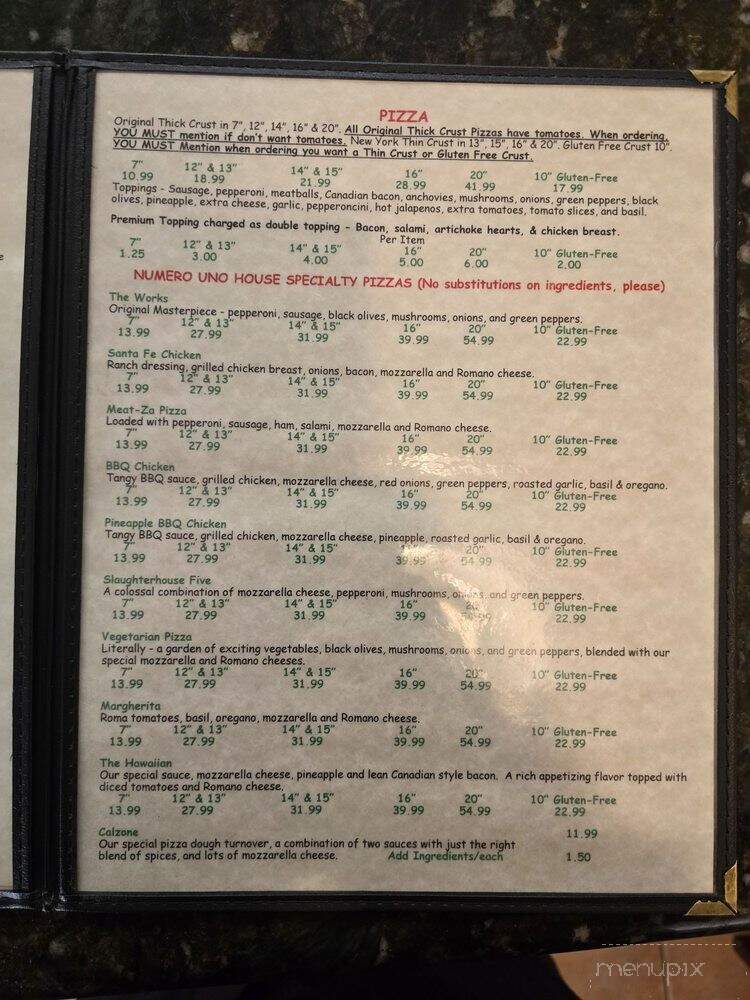 PIZZA
Original Thick Crust in 7", 12", 14", 16" & 20". All Original Thick Crust Pizzas have tomatoes. When ordering,
YOU MUST mention if don't want tomatoes. New York Thin Crust in 13", 15", 16" & 20". Gluten Free Crust 10".
YOU MUST Mention when ordering you want a Thin Crust or Gluten Free Crust.
7" 12" & 13" 14" & 15" 16" 20" 10" Gluten-Free
10.99 18.99 21.99 28.99 41.99 17.99
Toppings - Sausage, pepperoni, meatballs, Canadian bacon, anchovies, mushrooms, onions, green peppers, black
olives, pineapple, extra cheese, garlic, pepperoncini, hot jalapenos, extra tomatoes, tomato slices, and basil.
Premium Topping charged as double topping - Bacon, salami, artichoke hearts, & chicken breast.
Per Item
7" 12" & 13" 14" & 15" 16" 20" 10" Gluten-Free
1.25 3.00 4.00 5.00 6.00 2.00
NUMERO UNO HOUSE SPECIALTY PIZZAS (No substitutions on ingredients, please)
The Works
Original Masterpiece - pepperoni, sausage, black olives, mushrooms, onions, and green peppers.
7" 12" & 13" 14" & 15" 16" 20" 10" Gluten-Free
13.99 27.99 31.99 39.99 54.99 22.99
Santa Fe Chicken
Ranch dressing, grilled chicken breast, onions, bacon, mozzarella and Romano cheese.
7" 12" & 13" 14" & 15" 16" 20" 10" Gluten-Free
13.99 27.99 31.99 39.99 54.99 22.99
Meat-Za Pizza
Loaded with pepperoni, sausage, ham, salami, mozzarella and Romano cheese.
7" 12" & 13" 14" & 15" 16" 20" 10" Gluten-Free
13.99 27.99 31.99 39.99 54.99 22.99
BBQ Chicken
Tangy BBQ sauce, grilled chicken, mozzarella cheese, red onions, green peppers, roasted garlic, basil & oregano.
7" 12" & 13" 14" & 15" 16" 20" 10" Gluten-Free
13.99 27.99 31.99 39.99 54.99 22.99
Pineapple BBQ Chicken
Tangy BBQ sauce, grilled chicken, mozzarella cheese, pineapple, roasted garlic, basil & oregano.
7" 12" & 13" 14" & 15" 16" 20" 10" Gluten-Free
13.99 27.99 31.99 39.99 54.99 22.99
Slaughterhouse Five
A colossal combination of mozzarella cheese, pepperoni, mushrooms, onions, and green peppers.
7" 12" & 13" 14" & 15" 16" 10" Gluten-Free
13.99 27.99 31.99 39.99 22.99
Vegetarian Pizza
Literally - a garden of exciting vegetables, black olives, mushrooms, onions, and green peppers, blended with our
special mozzarella and Romano cheeses.
7" 12" & 13" 14" & 15" 16" 20" 10" Gluten-Free
13.99 27.99 31.99 39.99 54.99 22.99
Margherita
Roma tomatoes, basil, oregano, mozzarella and Romano cheese.
7" 12" & 13" 14" & 15" 16" 20" 10" Gluten-Free
13.99 27.99 31.99 39.99 54.99 22.99
The Hawaiian
Our special sauce, mozzarella cheese, pineapple and lean Canadian style bacon. A rich appetizing flavor topped with
diced tomatoes and Romano cheese.
7" 12" & 13" 14" & 15" 16" 20" 10" Gluten-Free
13.99 27.99 31.99 39.99 54.99 22.99
Calzone 11.99
Our special pizza dough turnover, a combination of two sauces with just the right
blend of spices, and lots of mozzarella cheese. Add Ingredients/each 1.50
menupix